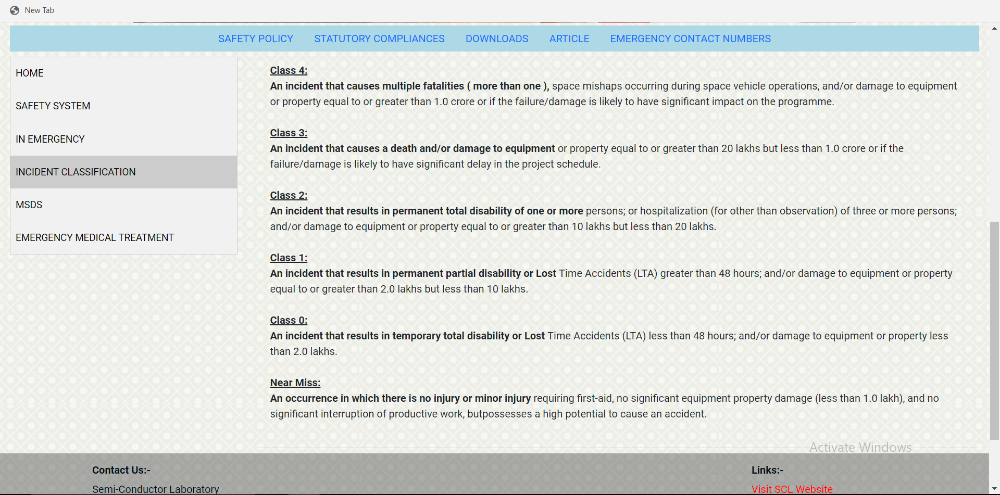 New Tab
SAFETY POLICY STATUTORY COMPLIANCES DOWNLOADS ARTICLE EMERGENCY CONTACT NUMBERS
HOME
SAFETY SYSTEM
IN EMERGENCY
INCIDENT CLASSIFICATION
MSDS
EMERGENCY MEDICAL TREATMENT
Class 4:
An incident that causes multiple fatalities ( more than one ), space mishaps occurring during space vehicle operations, and/or damage to equipment
or property equal to or greater than 1.0 crore or if the failure/damage is likely to have significant impact on the programme.
Class 3:
An incident that causes a death and/or damage to equipment or property equal to or greater than 20 lakhs but less than 1.0 crore or if the
failure/damage is likely to have significant delay in the project schedule.
Class 2:
An incident that results in permanent total disability of one or more persons; or hospitalization (for other than observation) of three or more persons;
and/or damage to equipment or property equal to or greater than 10 lakhs but less than 20 lakhs.
Class 1:
An incident that results in permanent partial disability or Lost Time Accidents (LTA) greater than 48 hours; and/or damage to equipment or property
equal to or greater than 2.0 lakhs but less than 10 lakhs.
Class 0:
An incident that results in temporary total disability or Lost Time Accidents (LTA) less than 48 hours; and/or damage to equipment or property less
than 2.0 lakhs.
Near Miss:
An occurrence in which there is no injury or minor injury requiring first-aid, no significant equipment property damage (less than 1.0 lakh), and no
significant interruption of productive work, butpossesses a high potential to cause an accident.
Activate Windows
Contact Us:-
Semi-Conductor Laboratory
Links:-
Visit SCL Website